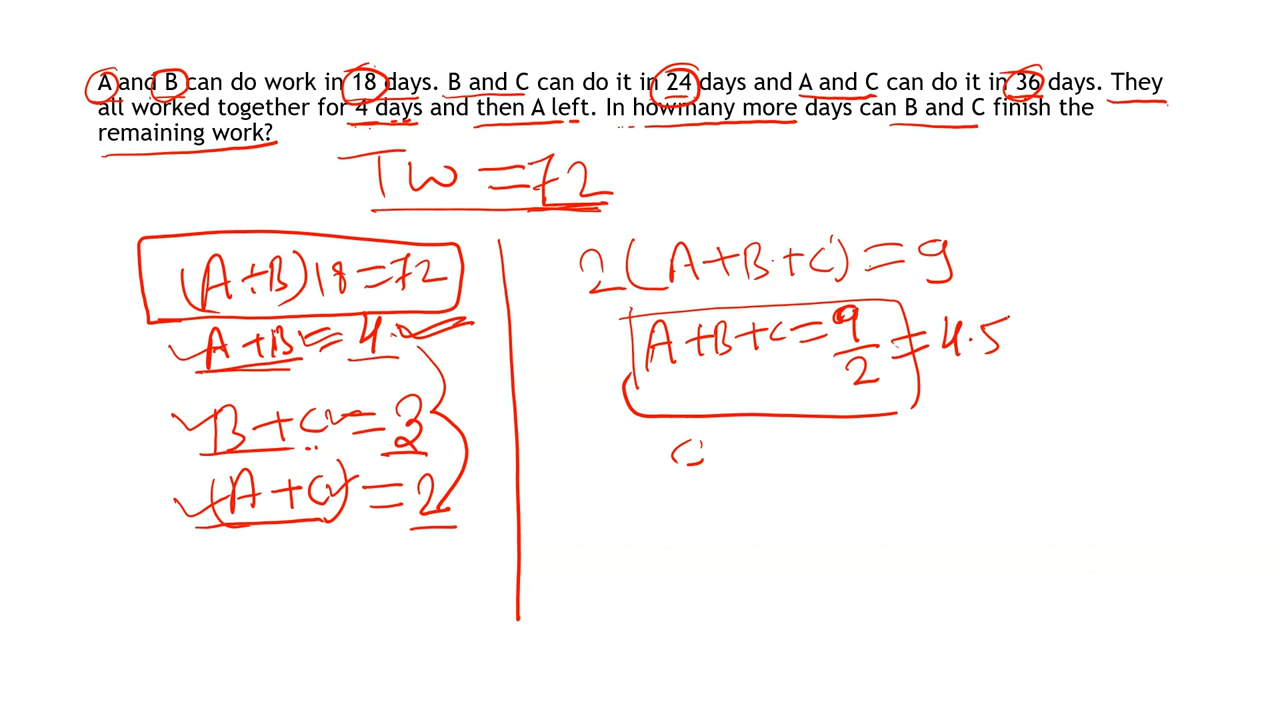 A and B can do work in 18 days. B and C can do it in 24 days and A and C can do it in 36 days. They
all worked together for 4 days and then A left. In howmany more days can B and C finish the
remaining work?
TW = 72
(A+B)18=72
A+B=4
B+C=3
(A+C)=2
2(A+B+C)=9
A+B+C=9/2=4.5